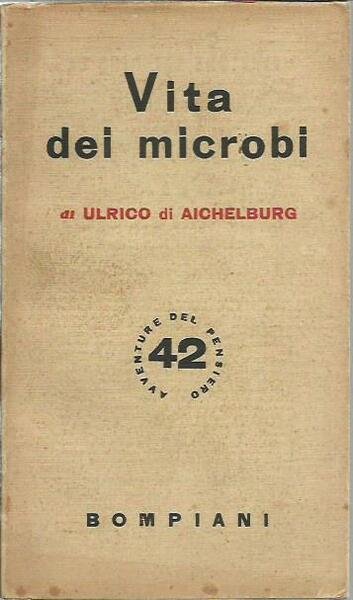 Vita
dei microbi
di ULRICO di AICHELBURG
AVVENTURE DEL PENSIERO
42
BOMPIANI